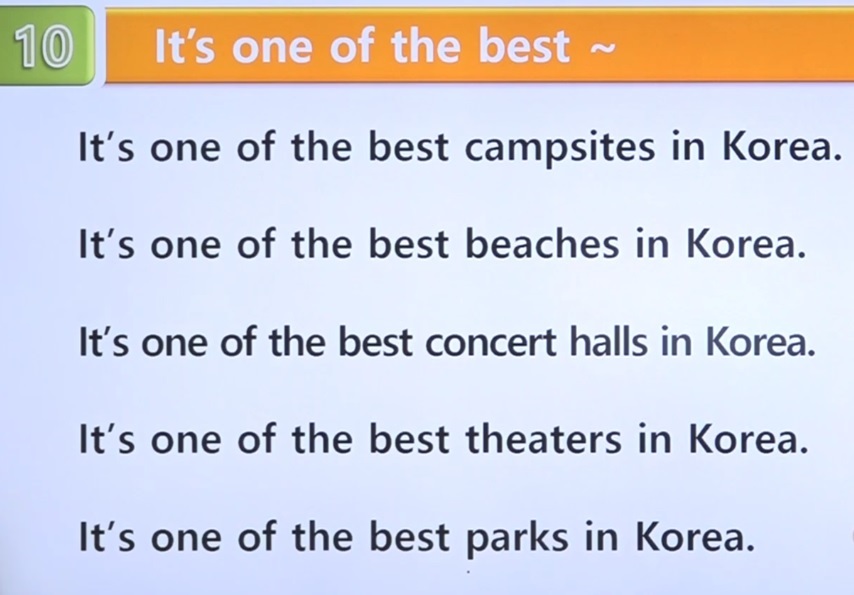 10
It's one of the best ~
It's one of the best campsites in Korea.
It's one of the best beaches in Korea.
It's one of the best concert halls in Korea.
It's one of the best theaters in Korea.
It's one of the best parks in Korea.